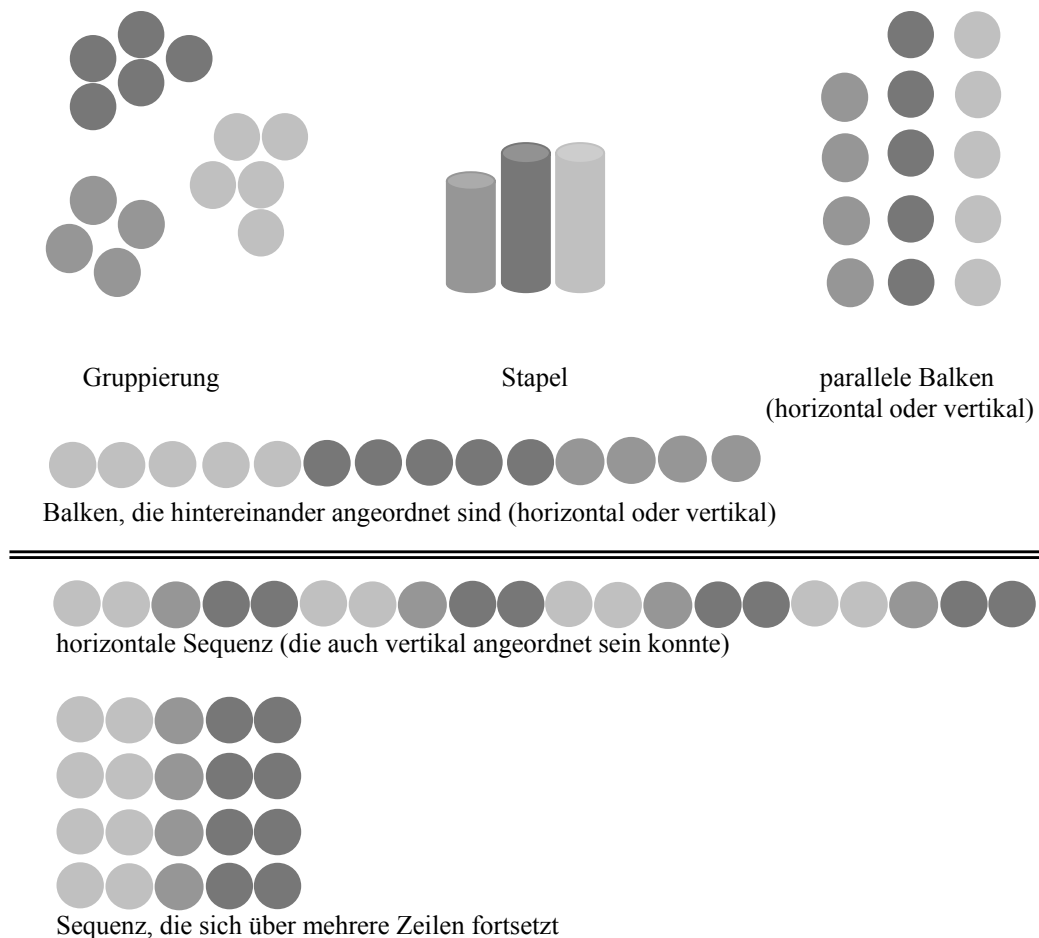 Gruppierung
Stapel
parallele Balken
(horizontal oder vertikal)
Balken, die hintereinander angeordnet sind (horizontal oder vertikal)
horizontale Sequenz (die auch vertikal angeordnet sein konnte)
Sequenz, die sich über mehrere Zeilen fortsetzt